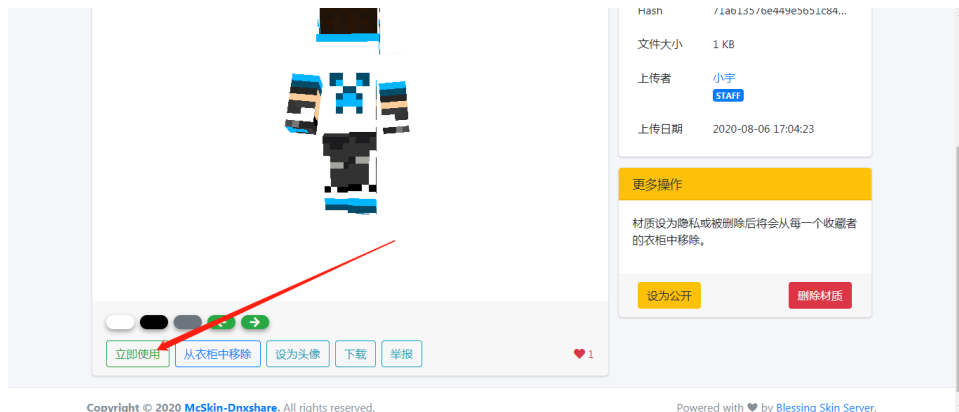 Hash 71a613576e449e5651c84...
文件大小 1 KB
上传者 小宇
STAFF
上传日期 2020-08-06 17:04:23
更多操作
材质设为隐私或被删除后将会从每一个收藏者
的衣柜中移除。
设为公开 删除材质
立即使用 从衣柜中移除 设为头像 下载 举报 1
Copyright © 2020 McSkin-Dnxshare. All rights reserved.
Powered with ❤ by Blessing Skin Server.